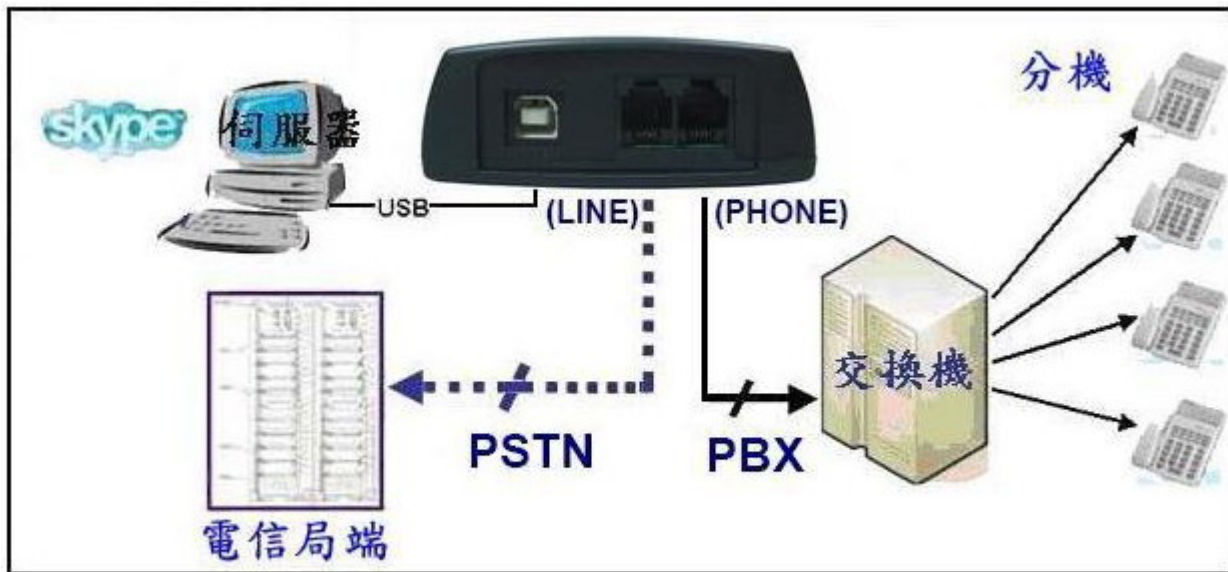 skype
伺服器
分機
USB
(LINE)
(PHONE)
交換機
PSTN
PBX
電信局端